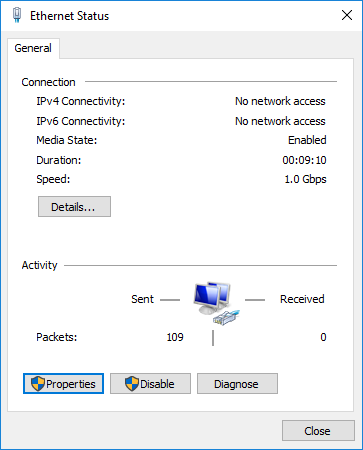 Ethernet Status
General
Connection
IPv4 Connectivity: No network access
IPv6 Connectivity: No network access
Media State: Enabled
Duration: 00:09:10
Speed: 1.0 Gbps
Details...
Activity
Sent Received
Packets: 109 0
Properties Disable Diagnose
Close